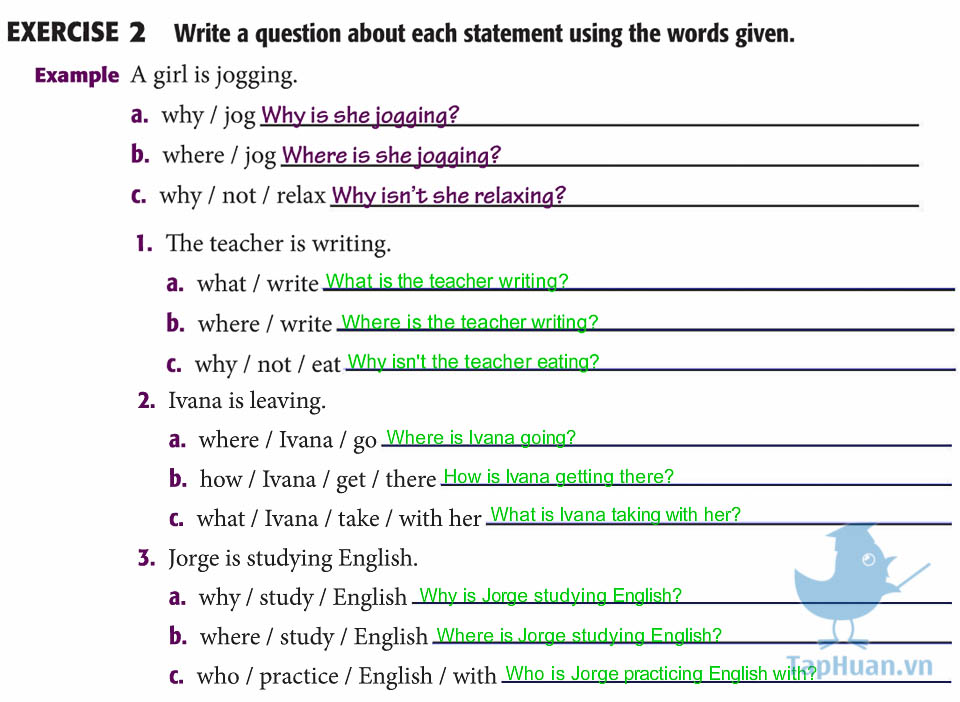 EXERCISE 2 Write a question about each statement using the words given.
Example A girl is jogging.
a. why / jog Why is she jogging?
b. where / jog Where is she jogging?
c. why / not / relax Why isn't she relaxing?
1. The teacher is writing.
a. what / write What is the teacher writing?
b. where / write Where is the teacher writing?
c. why / not / eat Why isn't the teacher eating?
2. Ivana is leaving.
a. where / Ivana / go Where is Ivana going?
b. how / Ivana / get / there How is Ivana getting there?
c. what / Ivana / take / with her What is Ivana taking with her?
3. Jorge is studying English.
a. why / study / English Why is Jorge studying English?
b. where / study / English Where is Jorge studying English?
c. who / practice / English / with Who is Jorge practicing English with?
TapHuan.vn